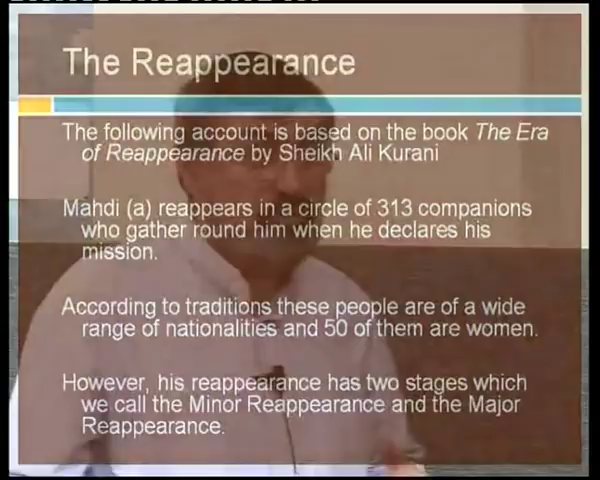 The Reappearance
The following account is based on the book The Era
of Reappearance by Sheikh Ali Kurani
Mahdi (a) reappears in a circle of 313 companions
who gather round him when he declares his
mission.
According to traditions these people are of a wide
range of nationalities and 50 of them are women.
However, his reappearance has two stages which
we call the Minor Reappearance and the Major
Reappearance.